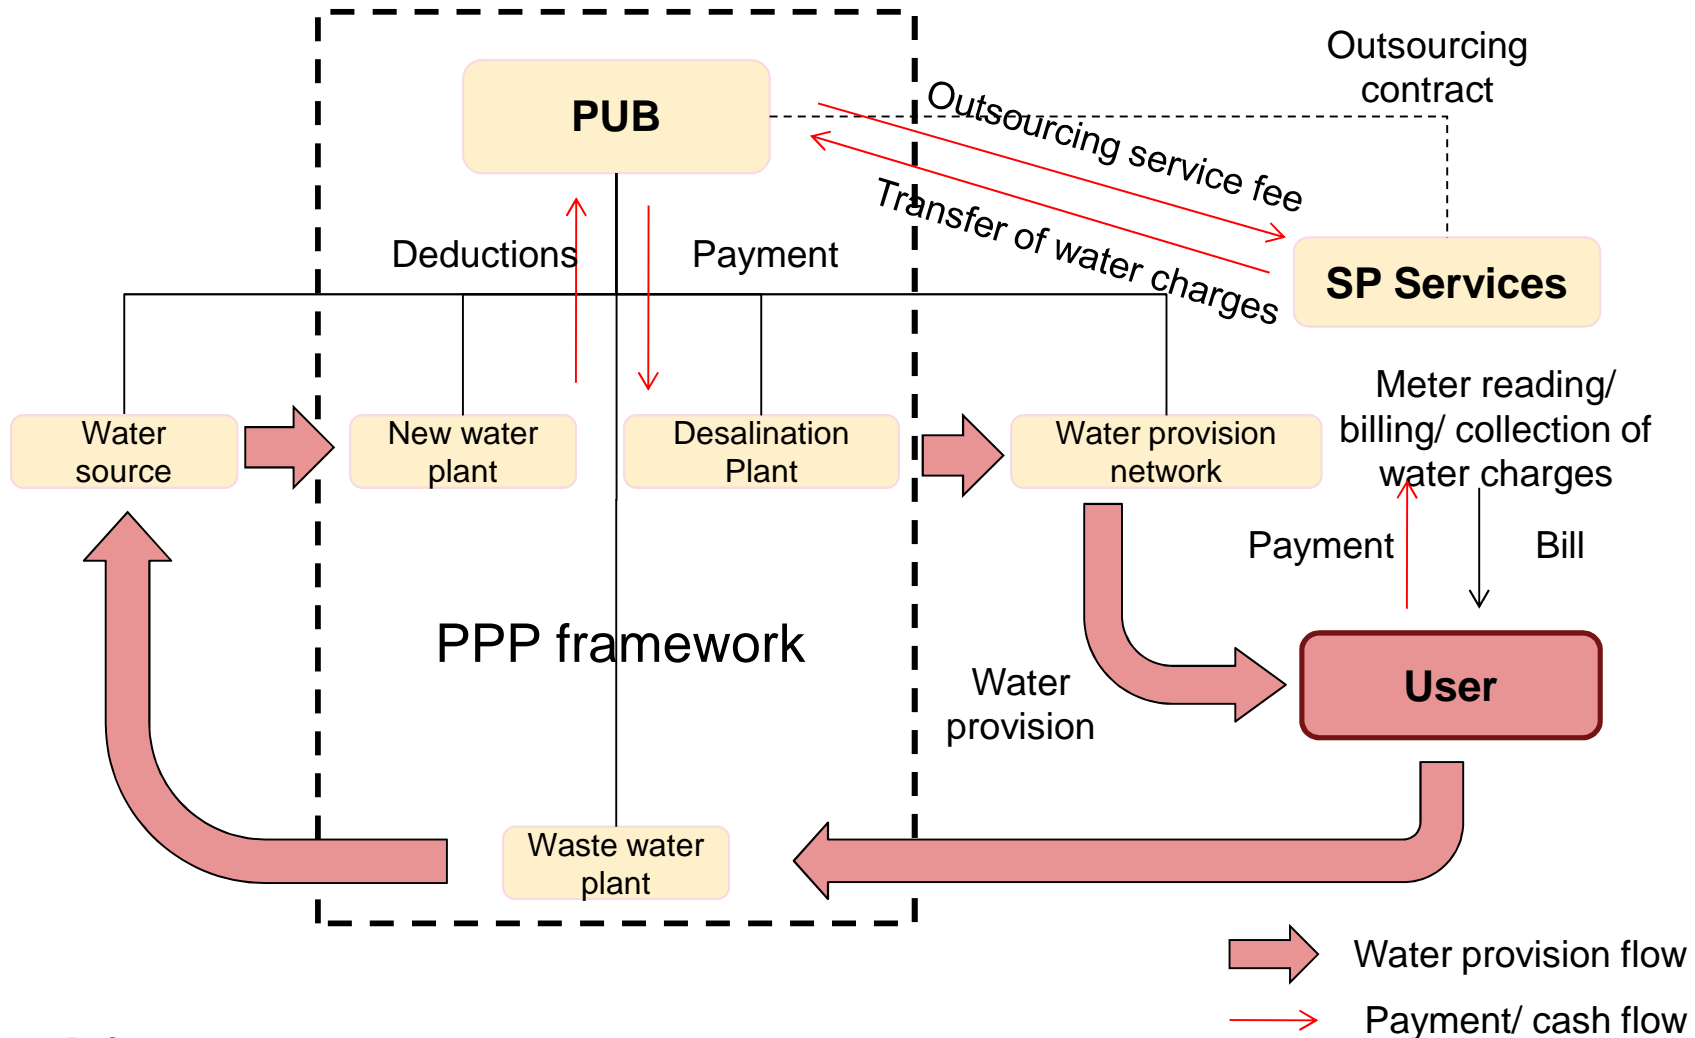 Outsourcing
contract
PUB
Outsourcing service fee
Transfer of water charges
Deductions
Payment
SP Services
Water
source
New water
plant
Desalination
Plant
Water provision
network
Meter reading/
billing/ collection of
water charges
Payment
Bill
PPP framework
Water
provision
User
Waste water
plant
Water provision flow
Payment/ cash flow